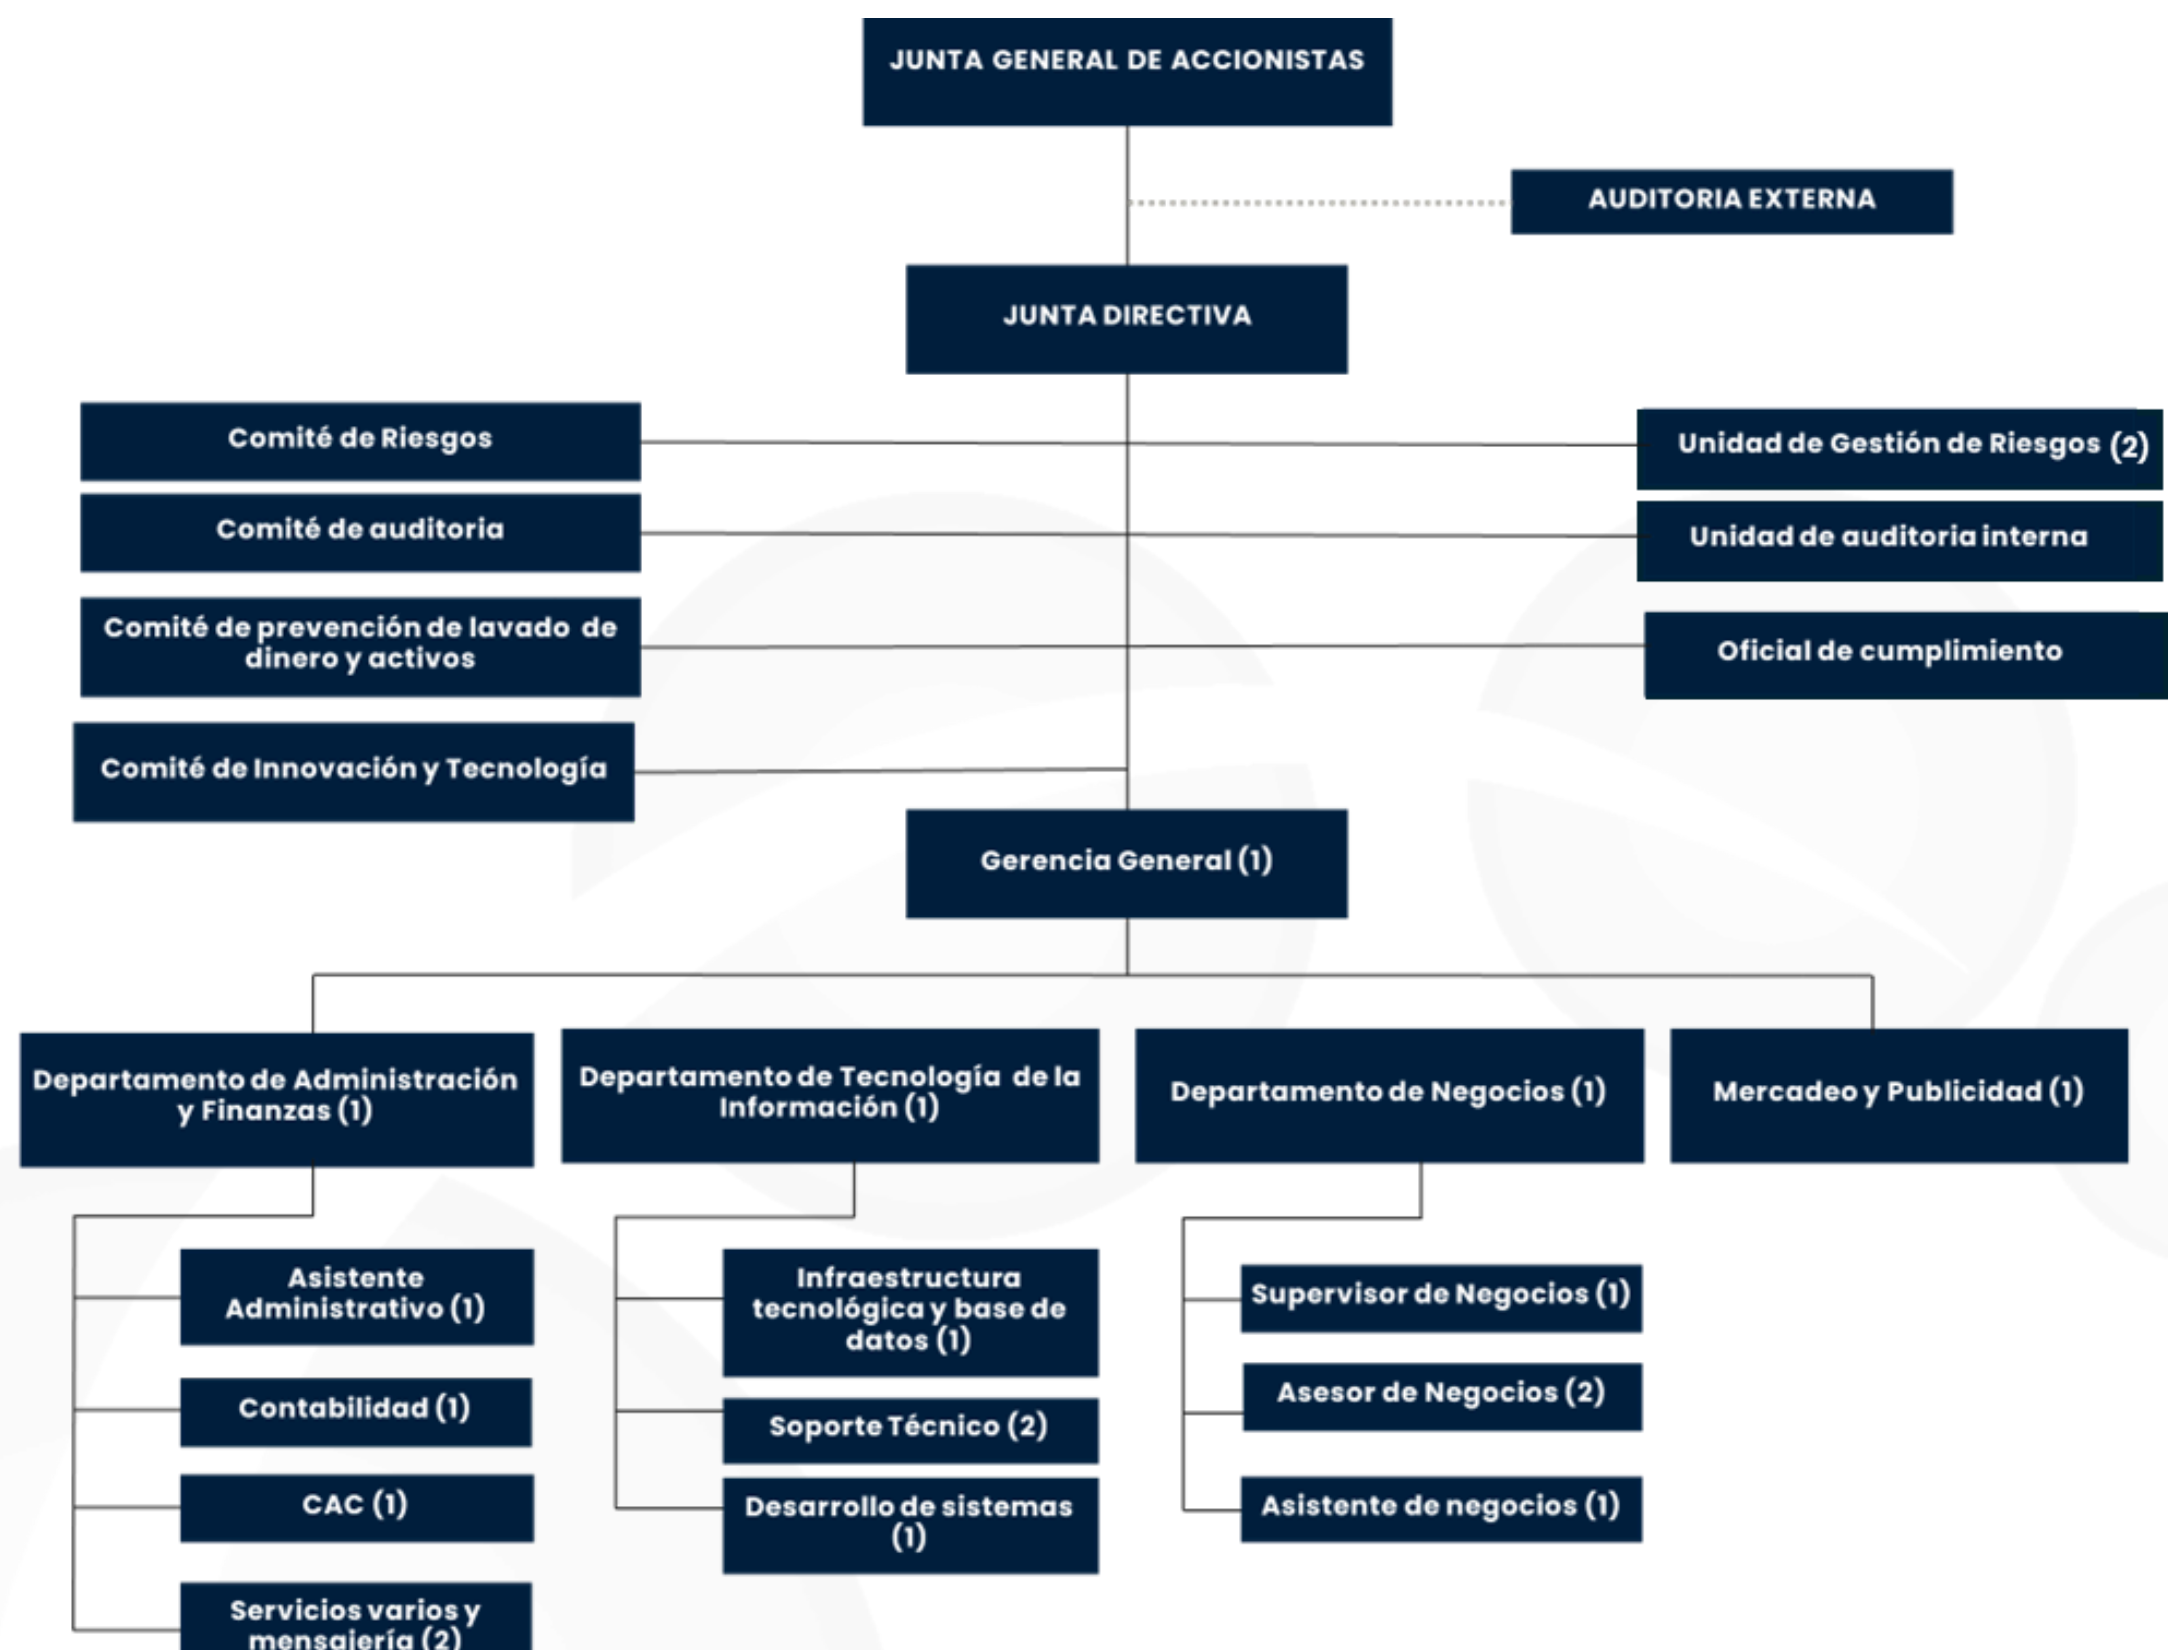 JUNTA GENERAL DE ACCIONISTAS
AUDITORIA EXTERNA
JUNTA DIRECTIVA
Comité de Riesgos
Unidad de Gestión de Riesgos (2)
Comité de auditoria
Unidad de auditoria interna
Comité de prevención de lavado de
dinero y activos
Oficial de cumplimiento
Comité de Innovación y Tecnología
Gerencia General (1)
Departamento de Administración
y Finanzas (1)
Departamento de Tecnología de la
Información (1)
Departamento de Negocios (1)
Mercadeo y Publicidad (1)
Asistente
Administrativo (1)
Contabilidad (1)
CAC (1)
Servicios varios y
mensajería (2)
Infraestructura
tecnológica y base de
datos (1)
Soporte Técnico (2)
Desarrollo de sistemas
(1)
Supervisor de Negocios (1)
Asesor de Negocios (2)
Asistente de negocios (1)